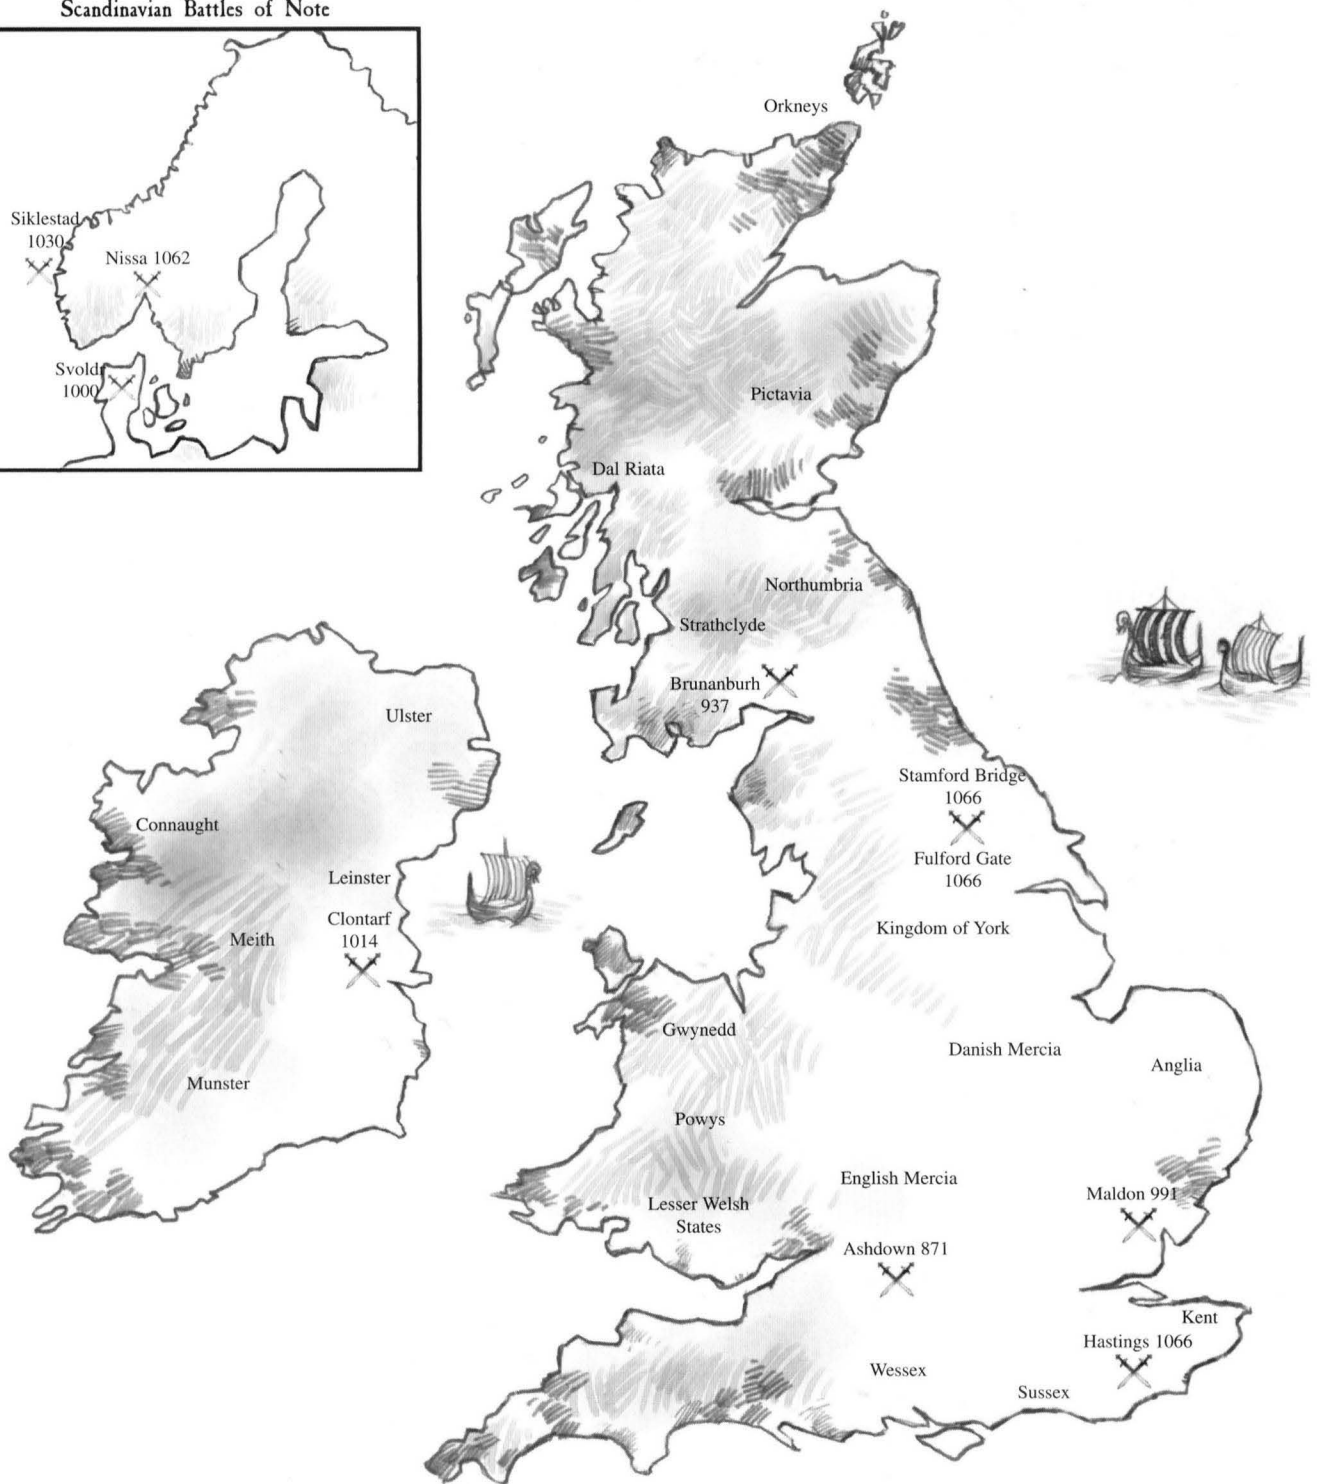 Scandinavian Battles of Note
Siklestad
1030
Nissa 1062
Svoldr
1000
Orkneys
Pictavia
Dal Riata
Northumbria
Strathclyde
Brunanburh
937
Ulster
Stamford Bridge
1066
Connaught
Fulford Gate
1066
Leinster
Clontarf
1014
Kingdom of York
Meith
Gwynedd
Danish Mercia
Anglia
Munster
Powys
English Mercia
Maldon 991
Lesser Welsh
States
Ashdown 871
Kent
Hastings 1066
Wessex
Sussex